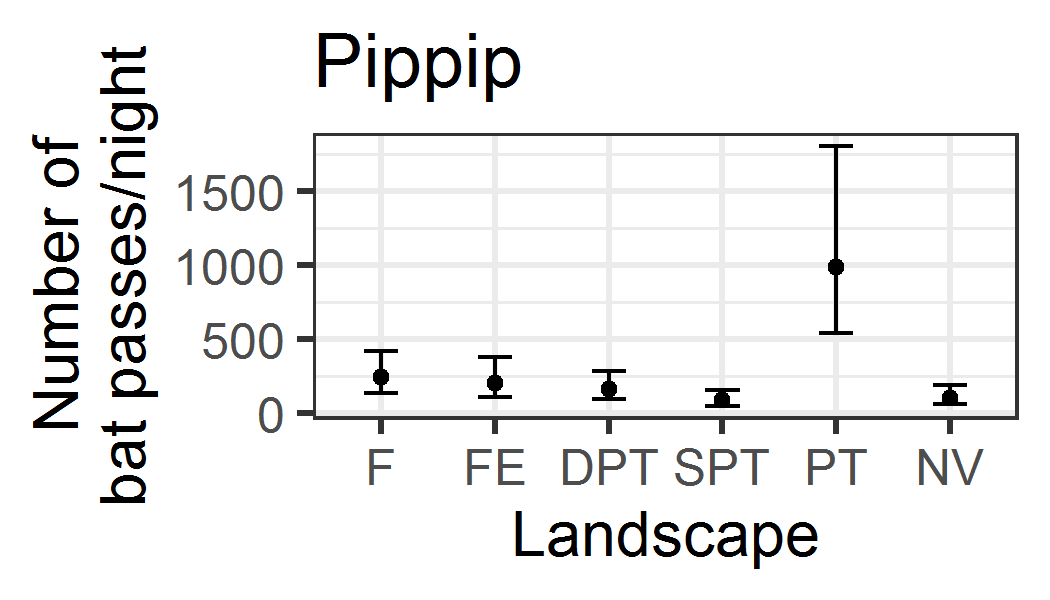 Pippip
Number of
bat passes/night
1500
1000
500
0
F FE DPT SPT PT NV
Landscape